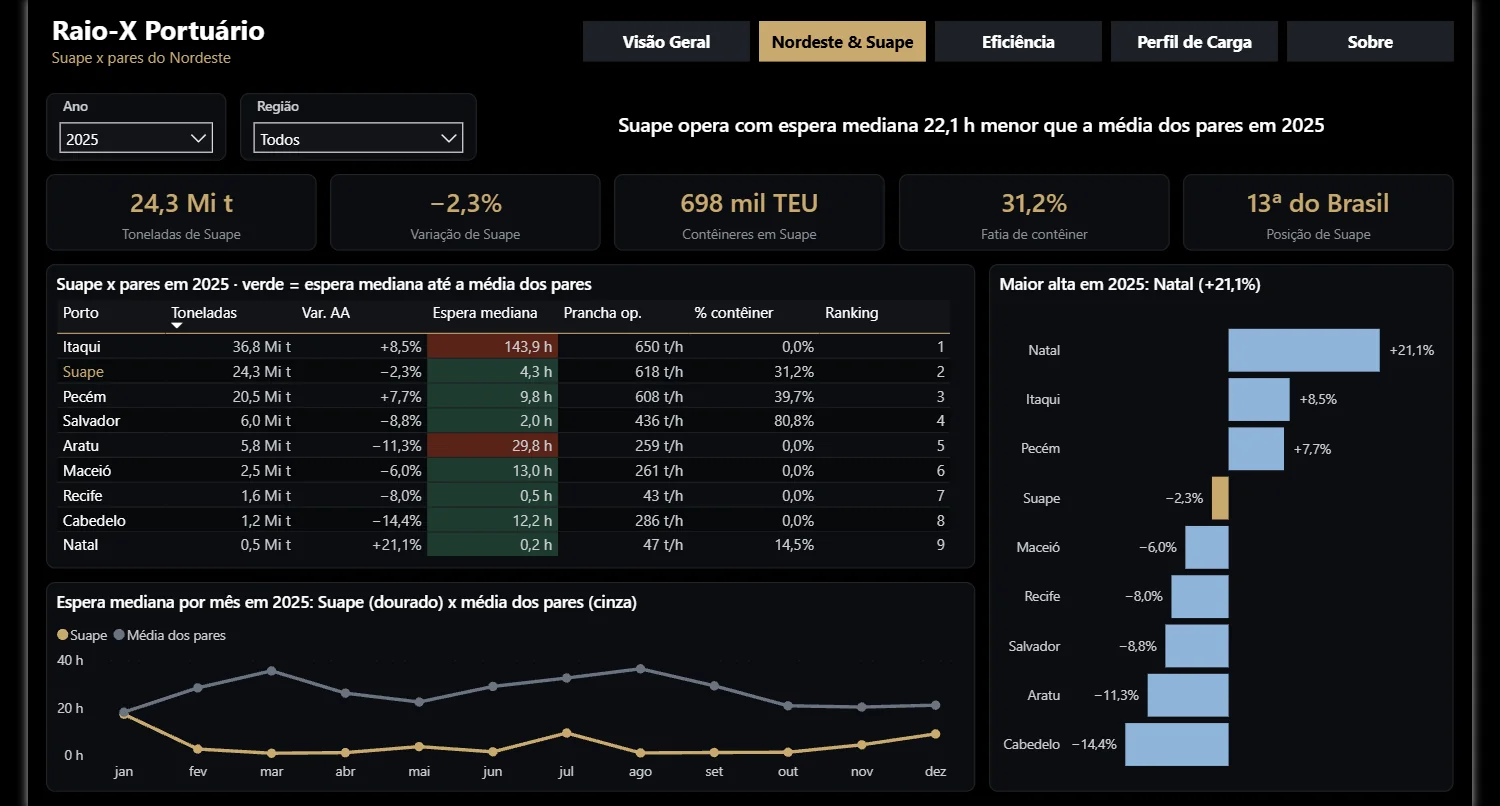 Raio-X Portuário
Suape x pares do Nordeste
Visão Geral
Nordeste & Suape
Eficiência
Perfil de Carga
Sobre
Ano
2025
Região
Todos
Suape opera com espera mediana 22,1 h menor que a média dos pares em 2025
24,3 Mi t
Toneladas de Suape
−2,3%
Variação de Suape
698 mil TEU
Contêineres em Suape
31,2%
Fatia de contêiner
13ª do Brasil
Posição de Suape
Suape x pares em 2025 · verde = espera mediana até a média dos pares
Porto Toneladas Var. AA Espera mediana Prancha op. % contêiner Ranking
Itaqui 36,8 Mi t +8,5% 143,9 h 650 t/h 0,0% 1
Suape 24,3 Mi t −2,3% 4,3 h 618 t/h 31,2% 2
Pecém 20,5 Mi t +7,7% 9,8 h 608 t/h 39,7% 3
Salvador 6,0 Mi t −8,8% 2,0 h 436 t/h 80,8% 4
Aratu 5,8 Mi t −11,3% 29,8 h 259 t/h 0,0% 5
Maceió 2,5 Mi t −6,0% 13,0 h 261 t/h 0,0% 6
Recife 1,6 Mi t −8,0% 0,5 h 43 t/h 0,0% 7
Cabedelo 1,2 Mi t −14,4% 12,2 h 286 t/h 0,0% 8
Natal 0,5 Mi t +21,1% 0,2 h 47 t/h 14,5% 9
Espera mediana por mês em 2025: Suape (dourado) x média dos pares (cinza)
Suape Média dos pares
40 h
20 h
0 h
jan fev mar abr mai jun jul ago set out nov dez
Maior alta em 2025: Natal (+21,1%)
Natal +21,1%
Itaqui +8,5%
Pecém +7,7%
Suape −2,3%
Maceió −6,0%
Recife −8,0%
Salvador −8,8%
Aratu −11,3%
Cabedelo −14,4%